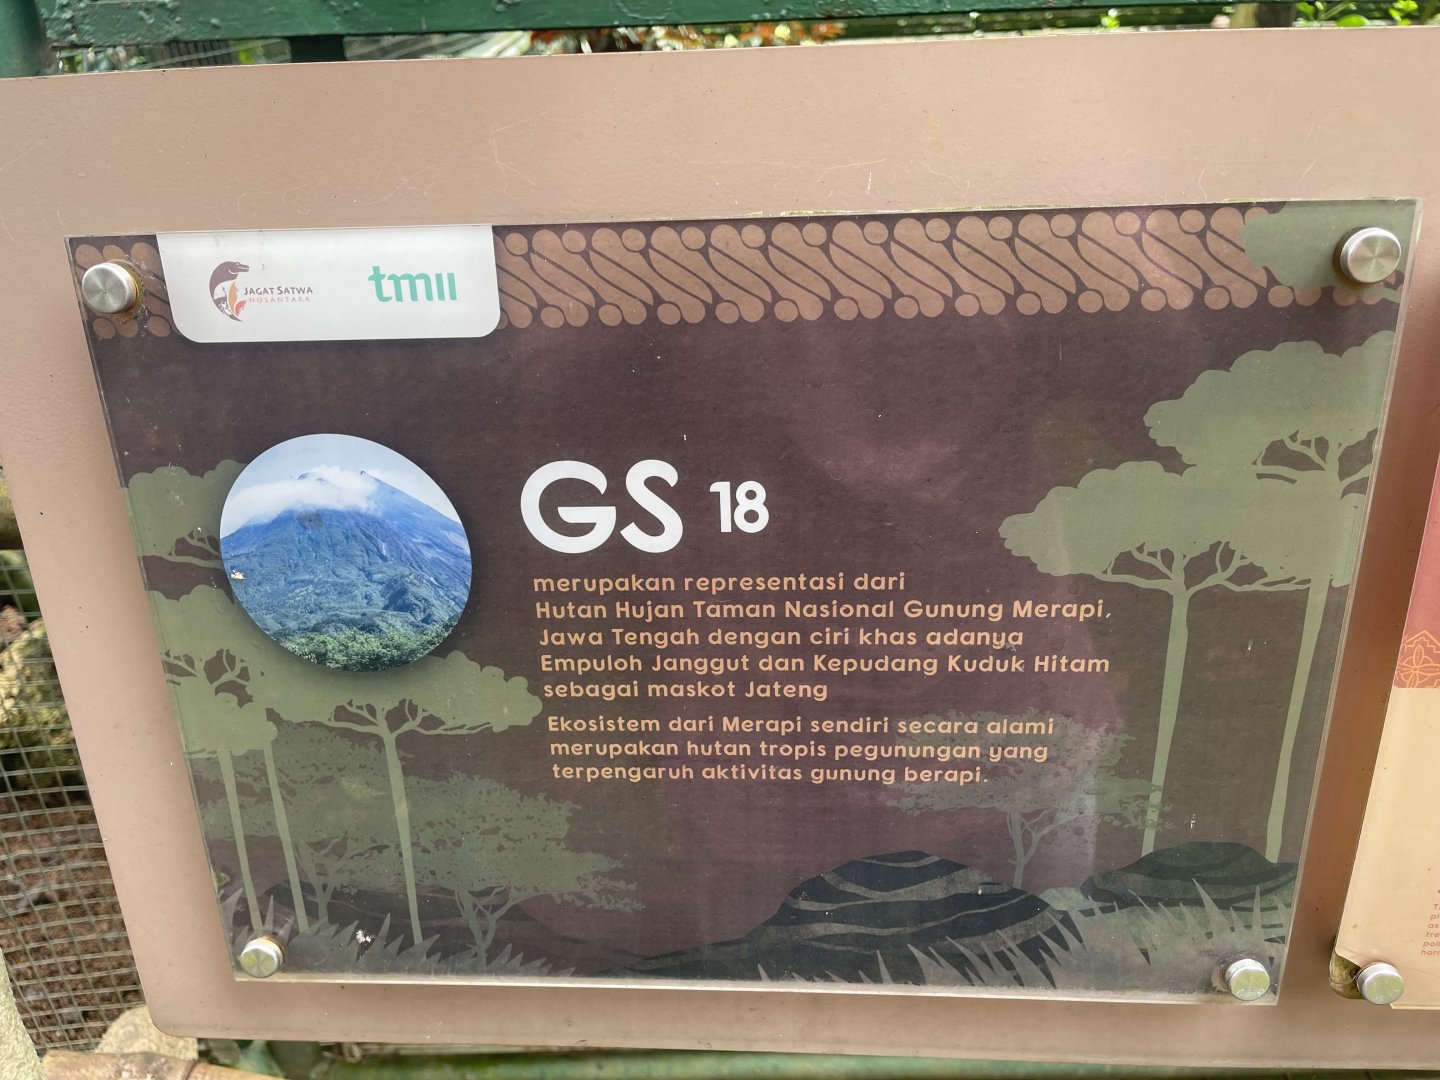 JAGAT SATWA
NUSANTARA
tmii
GS 18
merupakan representasi dari
Hutan Hujan Taman Nasional Gunung Merapi,
Jawa Tengah dengan ciri khas adanya
Empuloh Janggut dan Kepudang Kuduk Hitam
sebagai maskot Jateng
Ekosistem dari Merapi sendiri secara alami
merupakan hutan tropis pegunungan yang
terpengaruh aktivitas gunung berapi.